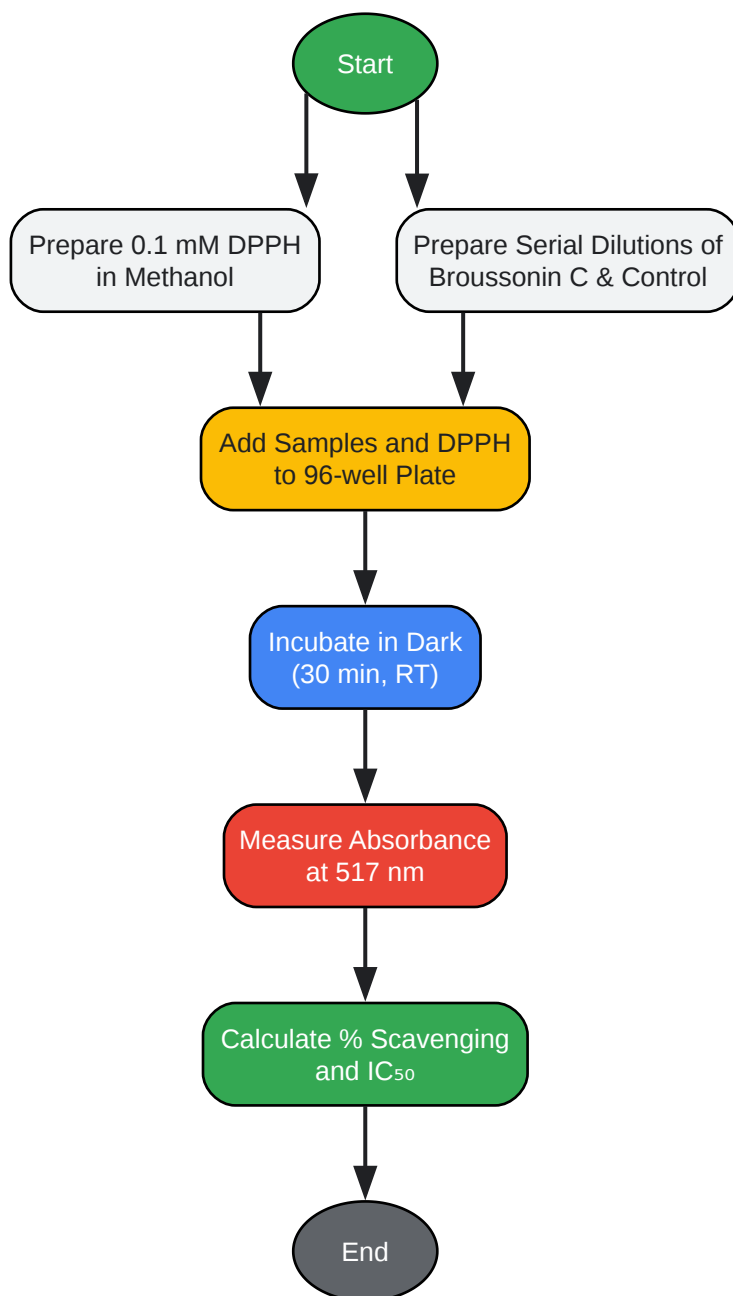 Start
Prepare 0.1 mM DPPH
in Methanol
Prepare Serial Dilutions of
Broussonin C & Control
Add Samples and DPPH
to 96-well Plate
Incubate in Dark
(30 min, RT)
Measure Absorbance
at 517 nm
Calculate % Scavenging
and IC₅₀
End